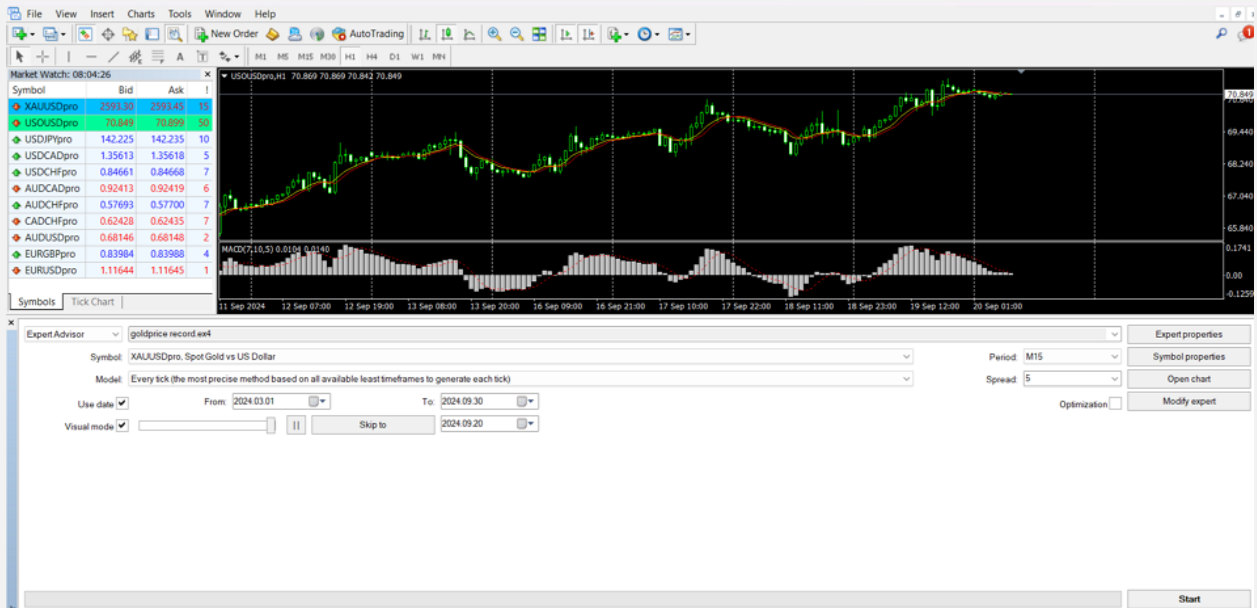 File View Insert Charts Tools Window Help
New Order AutoTrading
A T M1 M5 M15 M30 H1 H4 D1 W1 MN
Market Watch: 08:04:26
Symbol Bid Ask !
XAUUSDpro 2593.30 2593.45 15
USOUSDpro 70.849 70.899 50
USDJPYpro 142.225 142.235 10
USDCADpro 1.35613 1.35618 5
USDCHFpro 0.84661 0.84668 7
AUDCADpro 0.92413 0.92419 6
AUDCHFpro 0.57693 0.57700 7
CADCHFpro 0.62428 0.62435 7
AUDUSDpro 0.68146 0.68148 2
EURGBPpro 0.83984 0.83988 4
EURUSDpro 1.11644 1.11645 1
Symbols Tick Chart
USOUSDpro,H1 70.869 70.869 70.842 70.849
70.849
70.640
69.440
68.240
67.040
65.840
MACD(7,10,5) 0.0104 0.0140
0.1741
0.00
-0.1259
11 Sep 2024 12 Sep 07:00 12 Sep 19:00 13 Sep 08:00 13 Sep 20:00 16 Sep 09:00 16 Sep 21:00 17 Sep 10:00 17 Sep 22:00 18 Sep 11:00 18 Sep 23:00 19 Sep 12:00 20 Sep 01:00
Expert Advisor goldprice record.ex4 Expert properties
Symbol: XAUUSDpro, Spot Gold vs US Dollar Period: M15 Symbol properties
Model: Every tick (the most precise method based on all available least timeframes to generate each tick) Spread: 5 Open chart
Use date From: 2024.03.01 To: 2024.09.30 Optimization Modify expert
Visual mode Skip to 2024.09.20
Start